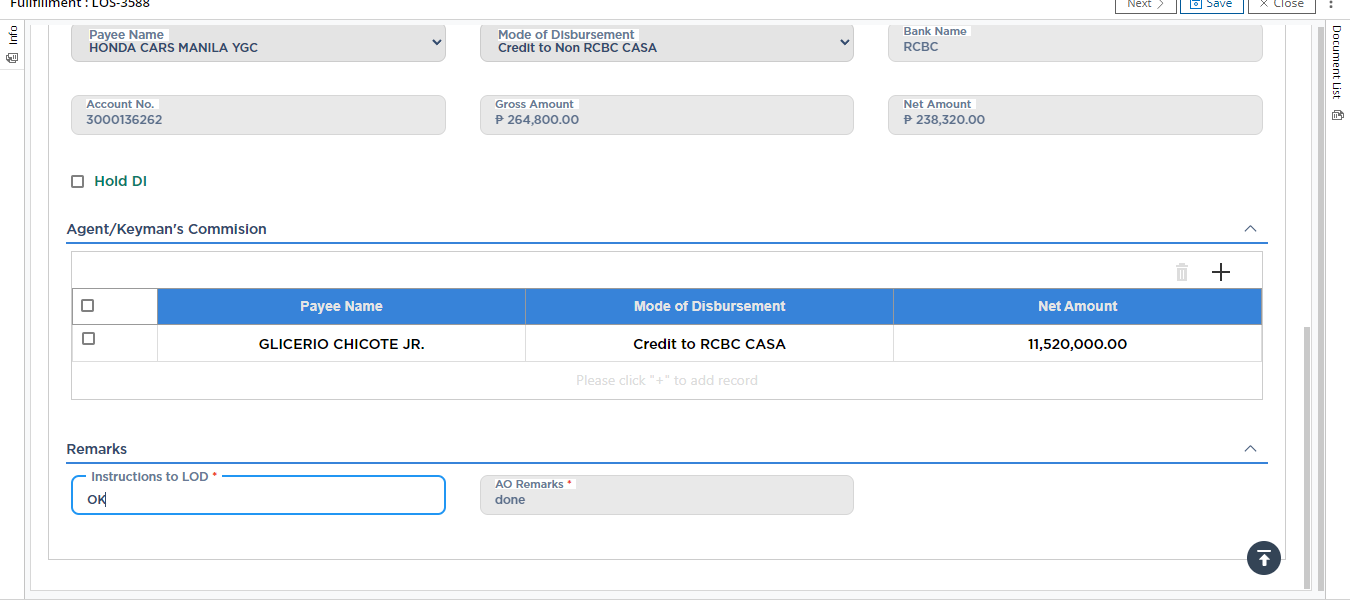 Fulfillment : LOS-3588
Next
Save
Close
Info
Document List
Payee Name
HONDA CARS MANILA YGC
Mode of Disbursement
Credit to Non RCBC CASA
Bank Name
RCBC
Account No.
3000136262
Gross Amount
₱ 264,800.00
Net Amount
₱ 238,320.00
Hold DI
Agent/Keyman's Commision
Payee Name
Mode of Disbursement
Net Amount
GLICERIO CHICOTE JR.
Credit to RCBC CASA
11,520,000.00
Please click "+" to add record
Remarks
Instructions to LOD *
OK
AO Remarks *
done